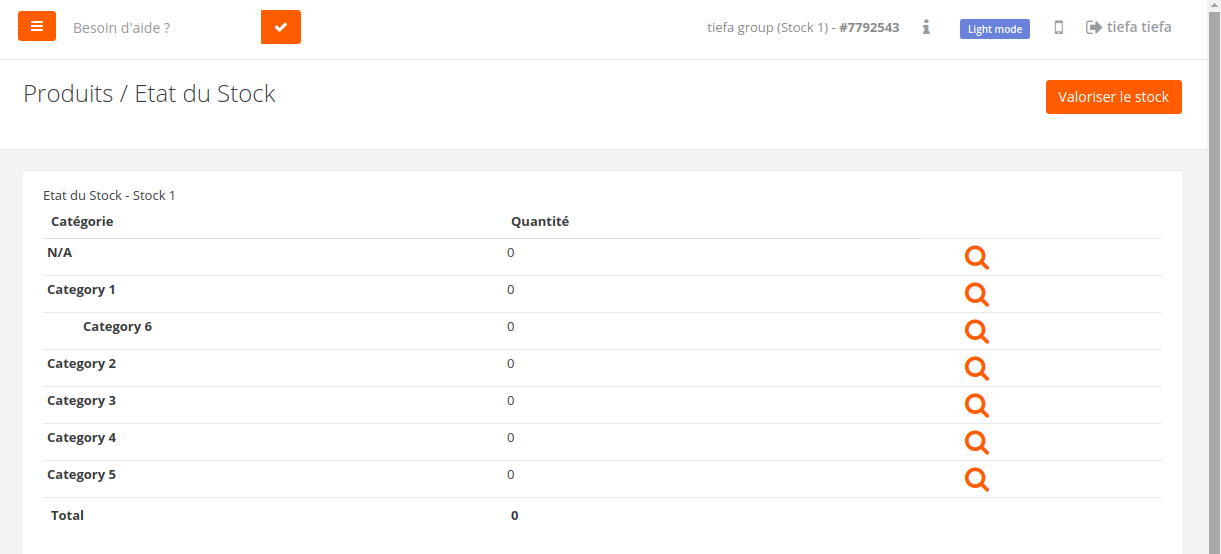 Besoin d'aide ?
tiefa group (Stock 1) - #7792543
Light mode
tiefa tiefa
Produits / Etat du Stock
Valoriser le stock
Etat du Stock - Stock 1
Catégorie Quantité
N/A 0
Category 1 0
Category 6 0
Category 2 0
Category 3 0
Category 4 0
Category 5 0
Total 0